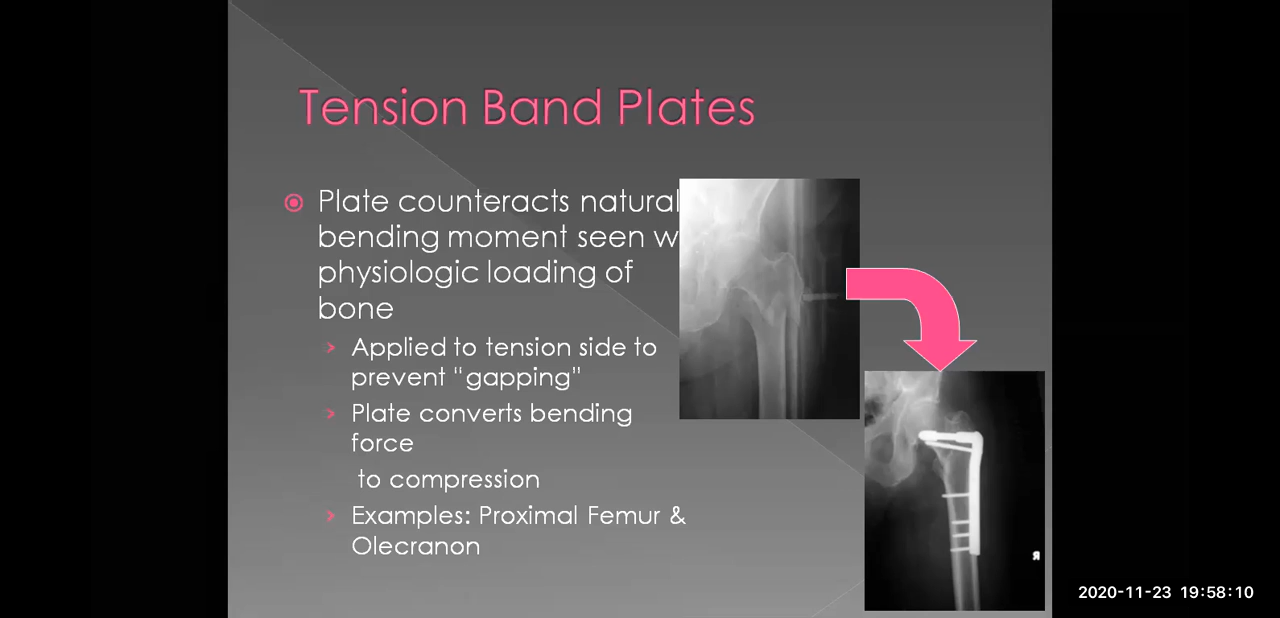 Tension Band Plates
Plate counteracts natural
bending moment seen w
physiologic loading of
bone
Applied to tension side to
prevent “gapping”
Plate converts bending
force
to compression
Examples: Proximal Femur &
Olecranon
R
2020-11-23 19:58:10